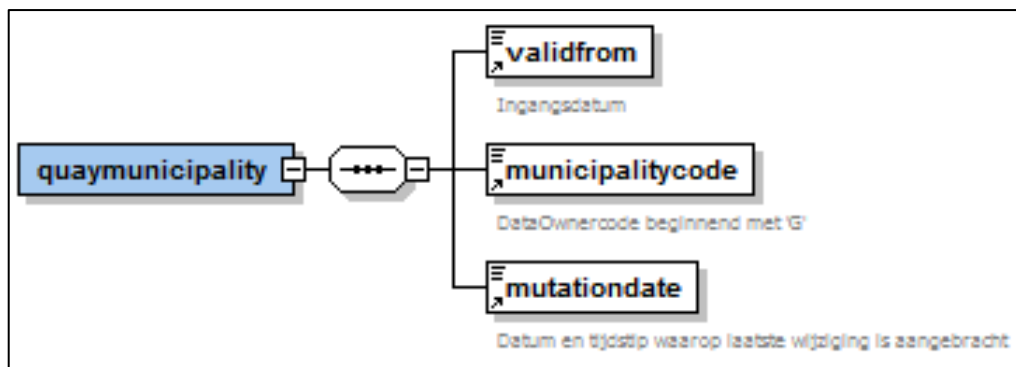 validfrom
Ingangsdatum
quaymunicipality
municipalitycode
DataOwnercode beginnend met 'G'
mutationdate
Datum en tijdstip waarop laatste wijziging is aangebracht